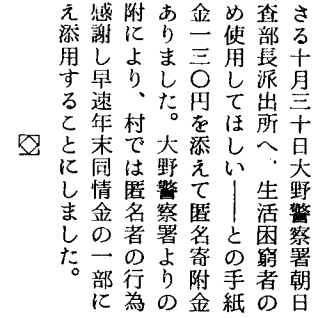 さる十月三十日大野警察署朝日
査部長派出所へ、生活困窮者の
め使用してほしい――との手紙
金一三〇円を添えて匿名寄附金
ありました。大野警察署よりの
附により、村では匿名者の行為
感謝し早速年末同情金の一部に
え添用することにしました。